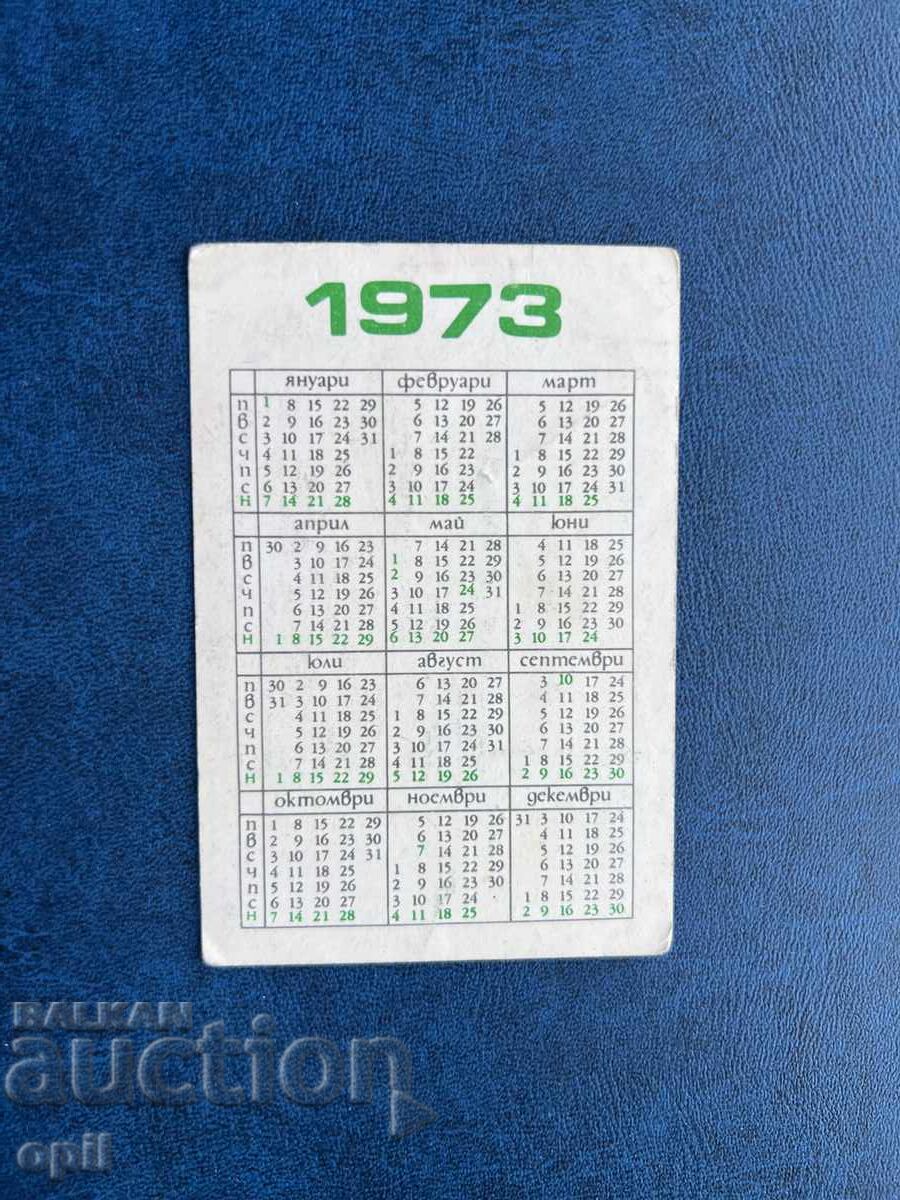 1973
януари февруари март
п 1 8 15 22 29 5 12 19 26 5 12 19 26
в 2 9 16 23 30 6 13 20 27 6 13 20 27
с 3 10 17 24 31 7 14 21 28 7 14 21 28
ч 4 11 18 25 1 8 15 22 1 8 15 22 29
п 5 12 19 26 2 9 16 23 2 9 16 23 30
с 6 13 20 27 3 10 17 24 3 10 17 24 31
н 7 14 21 28 4 11 18 25 4 11 18 25
април май юни
п 30 2 9 16 23 7 14 21 28 4 11 18 25
в 3 10 17 24 1 8 15 22 29 5 12 19 26
с 4 11 18 25 2 9 16 23 30 6 13 20 27
ч 5 12 19 26 3 10 17 24 31 7 14 21 28
п 6 13 20 27 4 11 18 25 1 8 15 22 29
с 7 14 21 28 5 12 19 26 2 9 16 23 30
н 1 8 15 22 29 6 13 20 27 3 10 17 24
юли август септември
п 30 2 9 16 23 6 13 20 27 3 10 17 24
в 31 3 10 17 24 7 14 21 28 4 11 18 25
с 4 11 18 25 1 8 15 22 29 5 12 19 26
ч 5 12 19 26 2 9 16 23 30 6 13 20 27
п 6 13 20 27 3 10 17 24 31 7 14 21 28
с 7 14 21 28 4 11 18 25 1 8 15 22 29
н 1 8 15 22 29 5 12 19 26 2 9 16 23 30
октомври ноември декември
п 1 8 15 22 29 5 12 19 26 31 3 10 17 24
в 2 9 16 23 30 6 13 20 27 4 11 18 25
с 3 10 17 24 31 7 14 21 28 5 12 19 26
ч 4 11 18 25 1 8 15 22 29 6 13 20 27
п 5 12 19 26 2 9 16 23 30 7 14 21 28
с 6 13 20 27 3 10 17 24 1 8 15 22 29
н 7 14 21 28 4 11 18 25 2 9 16 23 30
BALKAN
auction
opil